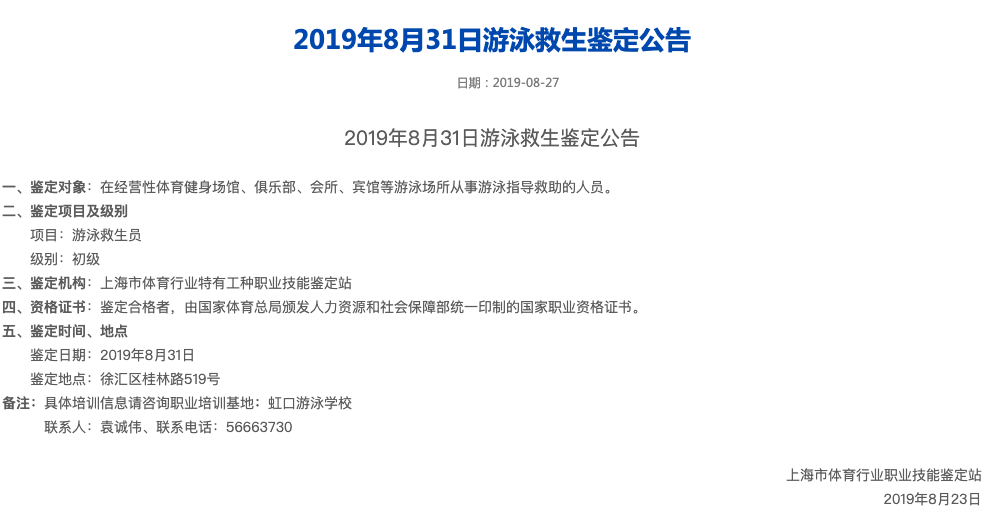 2019年8月31日游泳救生鉴定公告
日期：2019-08-27
2019年8月31日游泳救生鉴定公告
一、鉴定对象：在经营性体育健身场馆、俱乐部、会所、宾馆等游泳场所从事游泳指导救助的人员。
二、鉴定项目及级别
项目：游泳救生员
级别：初级
三、鉴定机构：上海市体育行业特有工种职业技能鉴定站
四、资格证书：鉴定合格者，由国家体育总局颁发人力资源和社会保障部统一印制的国家职业资格证书。
五、鉴定时间、地点
鉴定日期：2019年8月31日
鉴定地点：徐汇区桂林路519号
备注：具体培训信息请咨询职业培训基地：虹口游泳学校
联系人：袁诚伟、联系电话：56663730
上海市体育行业职业技能鉴定站
2019年8月23日